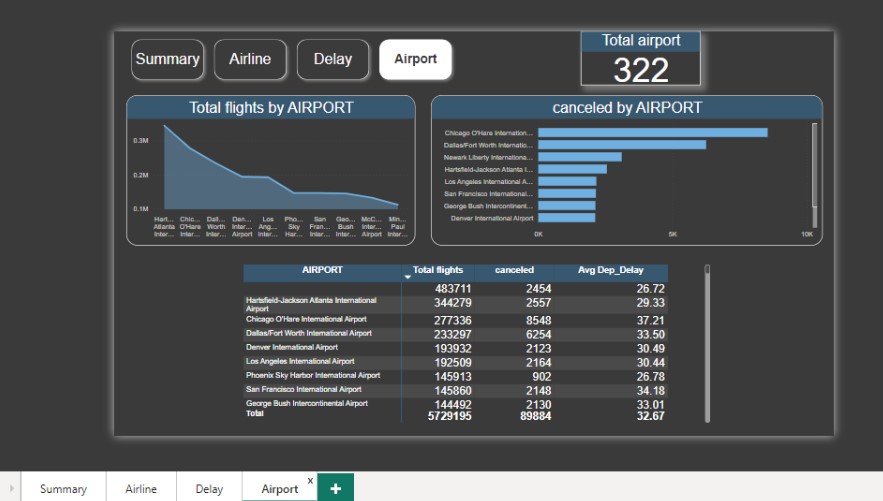 Summary Airline Delay Airport
Total airport
322
Total flights by AIRPORT
0.3M
0.2M
0.1M
Hart... Chic... Dall... Den... Los Pho... San Geo... McC... Min...
Atlanta O'Hare Worth Inter... Ang... Sky Fran... Bush Inter... Paul
Inter... Inter... Inter... Airport Inter... Har... Inter... Inter... Airport Inter...
canceled by AIRPORT
Chicago O'Hare Internation...
Dallas/Fort Worth Internatio...
Newark Liberty Internationa...
Hartsfield-Jackson Atlanta I...
Los Angeles International A...
San Francisco International...
George Bush Intercontinent...
Denver International Airport
0K 5K 10K
AIRPORT Total flights canceled Avg Dep_Delay
483711 2454 26.72
Hartsfield-Jackson Atlanta International
Airport 344279 2557 29.33
Chicago O'Hare International Airport 277336 8548 37.21
Dallas/Fort Worth International Airport 233297 6254 33.50
Denver International Airport 193932 2123 30.49
Los Angeles International Airport 192509 2164 30.44
Phoenix Sky Harbor International Airport 145913 902 26.78
San Francisco International Airport 145860 2148 34.18
George Bush Intercontinental Airport 144492 2130 33.01
Total 5729195 89884 32.67
Summary Airline Delay Airport x +